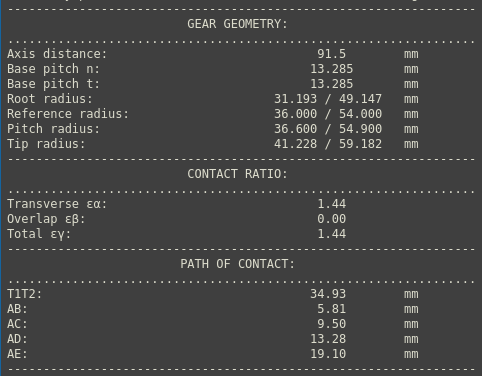 GEAR GEOMETRY:
Axis distance: 91.5 mm
Base pitch n: 13.285 mm
Base pitch t: 13.285 mm
Root radius: 31.193 / 49.147 mm
Reference radius: 36.000 / 54.000 mm
Pitch radius: 36.600 / 54.900 mm
Tip radius: 41.228 / 59.182 mm
CONTACT RATIO:
Transverse εα: 1.44
Overlap εβ: 0.00
Total εγ: 1.44
PATH OF CONTACT:
T1T2: 34.93 mm
AB: 5.81 mm
AC: 9.50 mm
AD: 13.28 mm
AE: 19.10 mm